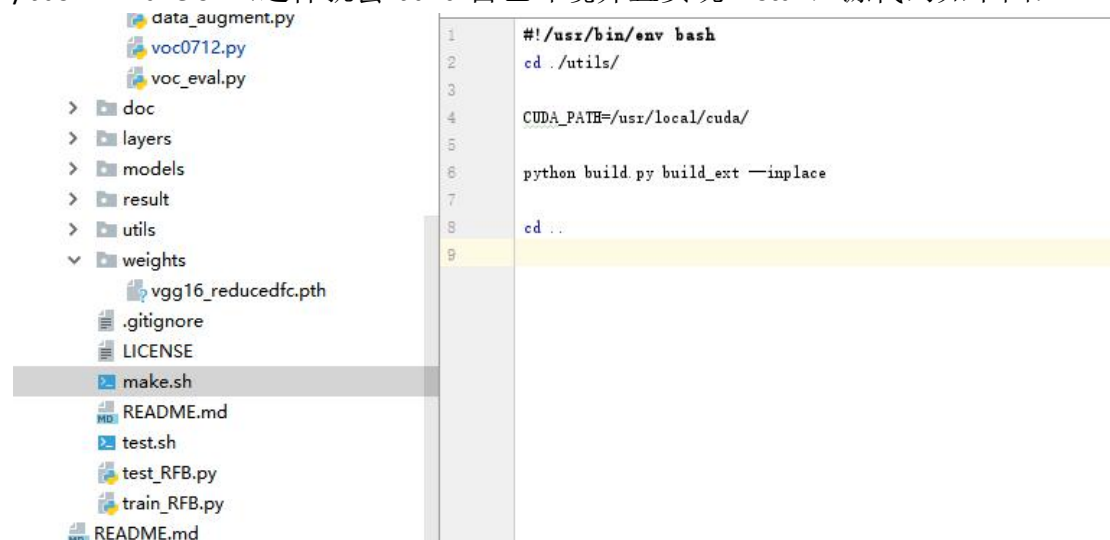 data_augment.py
voc0712.py
voc_eval.py
doc
layers
models
result
utils
weights
vgg16_reducedfc.pth
.gitignore
LICENSE
make.sh
README.md
test.sh
test_RFB.py
train_RFB.py
README.md
1 #!/usr/bin/env bash
2 cd ./utils/
3
4 CUDA_PATH=/usr/local/cuda/
5
6 python build.py build_ext --inplace
7
8 cd ..
9